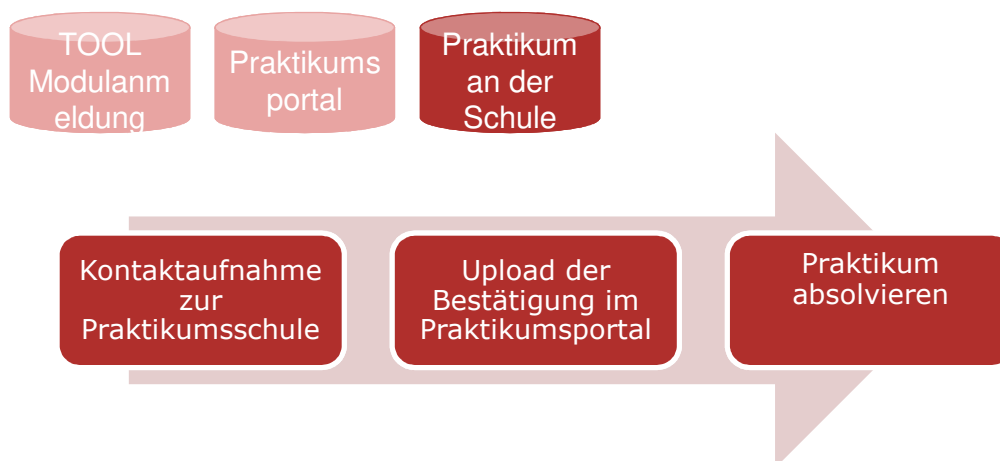 TOOL
Modulanm
eldung
Praktikums
portal
Praktikum
an der
Schule
Kontaktaufnahme
zur
Praktikumsschule
Upload der
Bestätigung im
Praktikumsportal
Praktikum
absolvieren